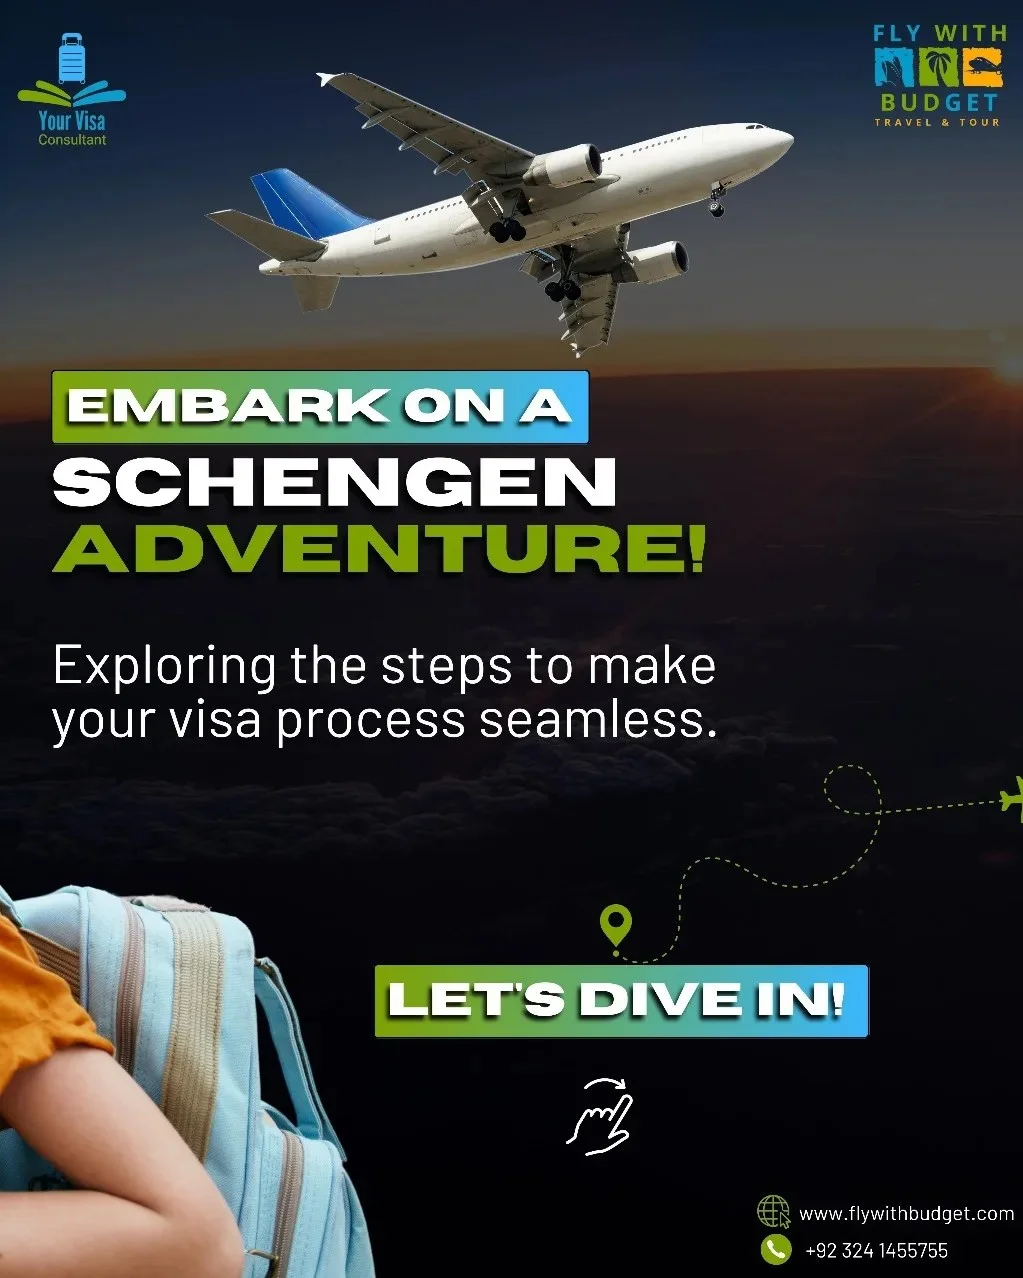 Your Visa
Consultant
FLY WITH
BUDGET
TRAVEL & TOUR
EMBARK ON A
SCHENGEN
ADVENTURE!
Exploring the steps to make
your visa process seamless.
LET'S DIVE IN!
www.flywithbudget.com
+92 324 1455755